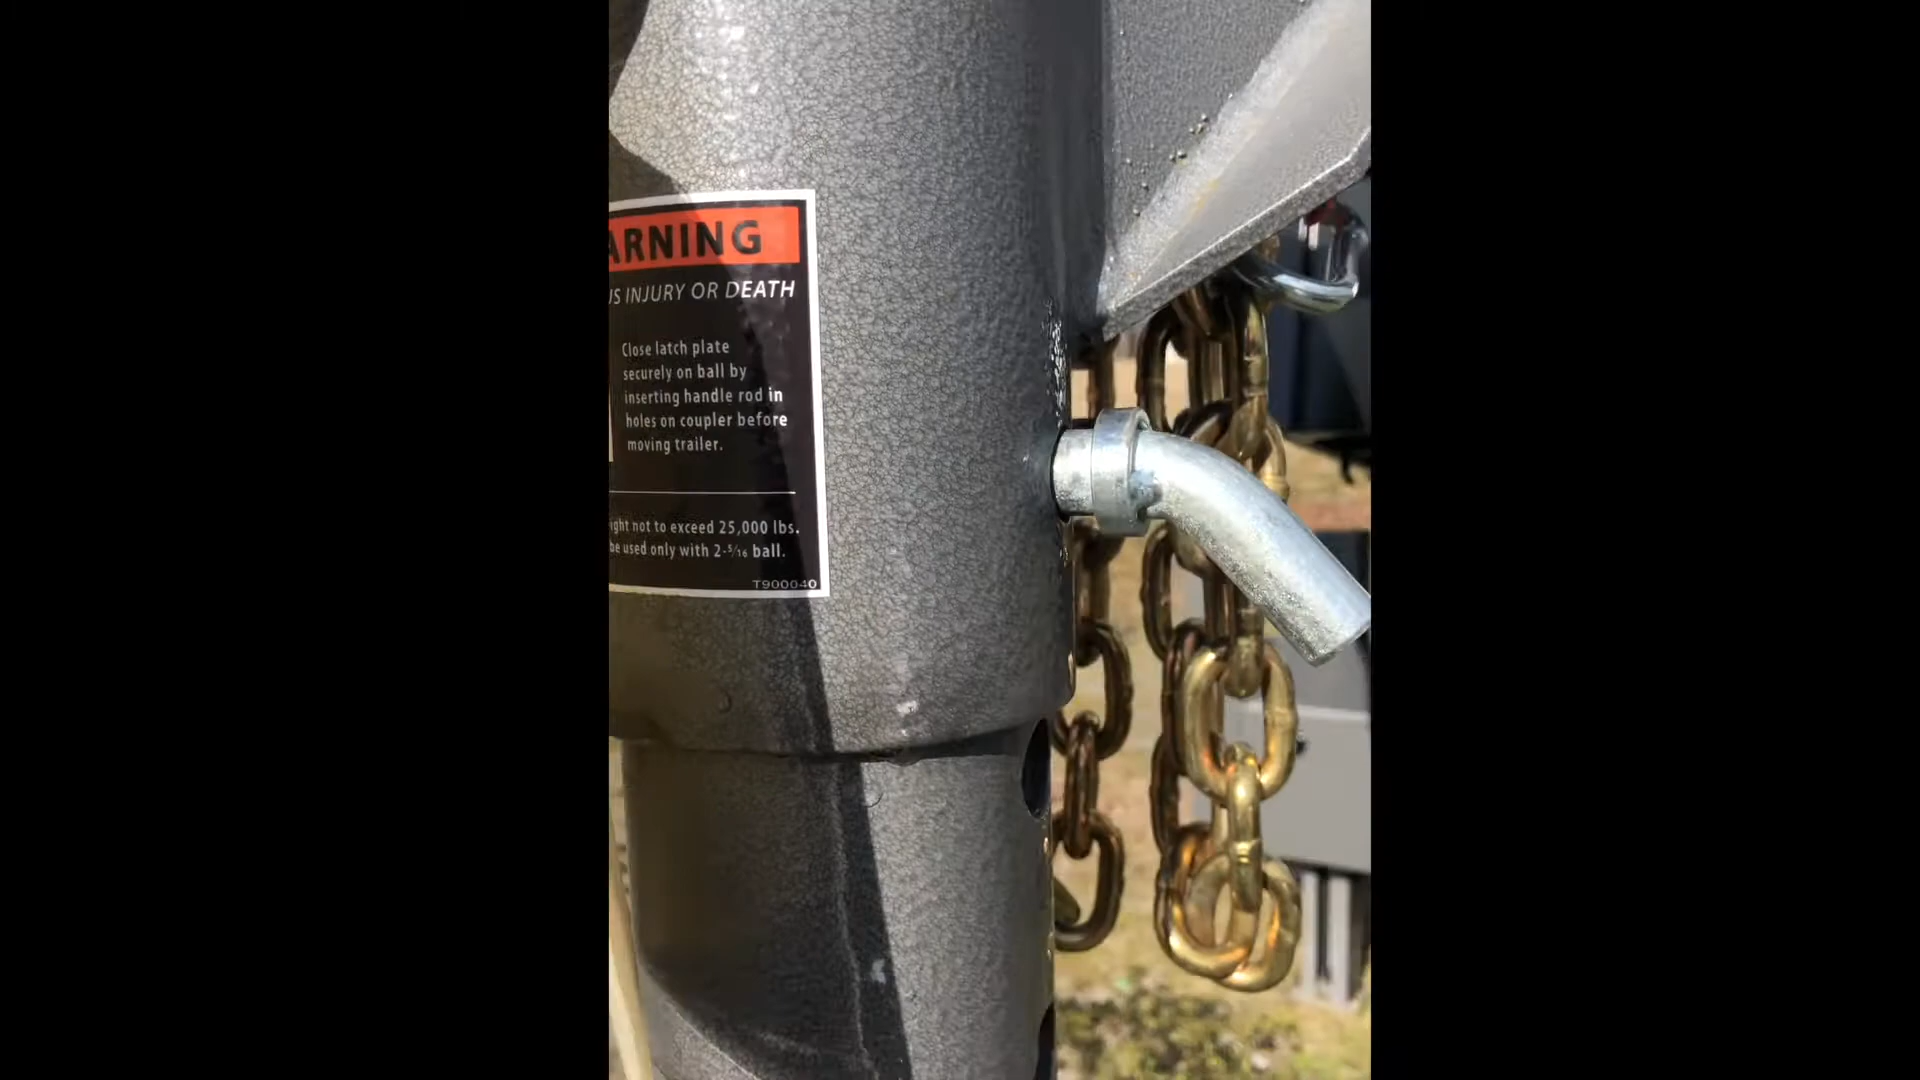 ARNING
US INJURY OR DEATH
Close latch plate
securely on ball by
inserting handle rod in
holes on coupler before
moving trailer.
ight not to exceed 25,000 lbs.
be used only with 2-5/16 ball.
T900040